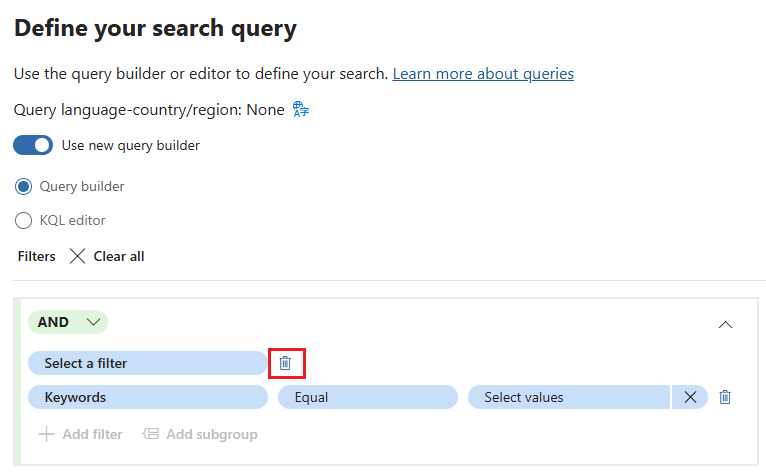 Define your search query
Use the query builder or editor to define your search. Learn more about queries
Query language-country/region: None
Use new query builder
Query builder
KQL editor
Filters Clear all
AND
Select a filter
Keywords Equal Select values
Add filter Add subgroup